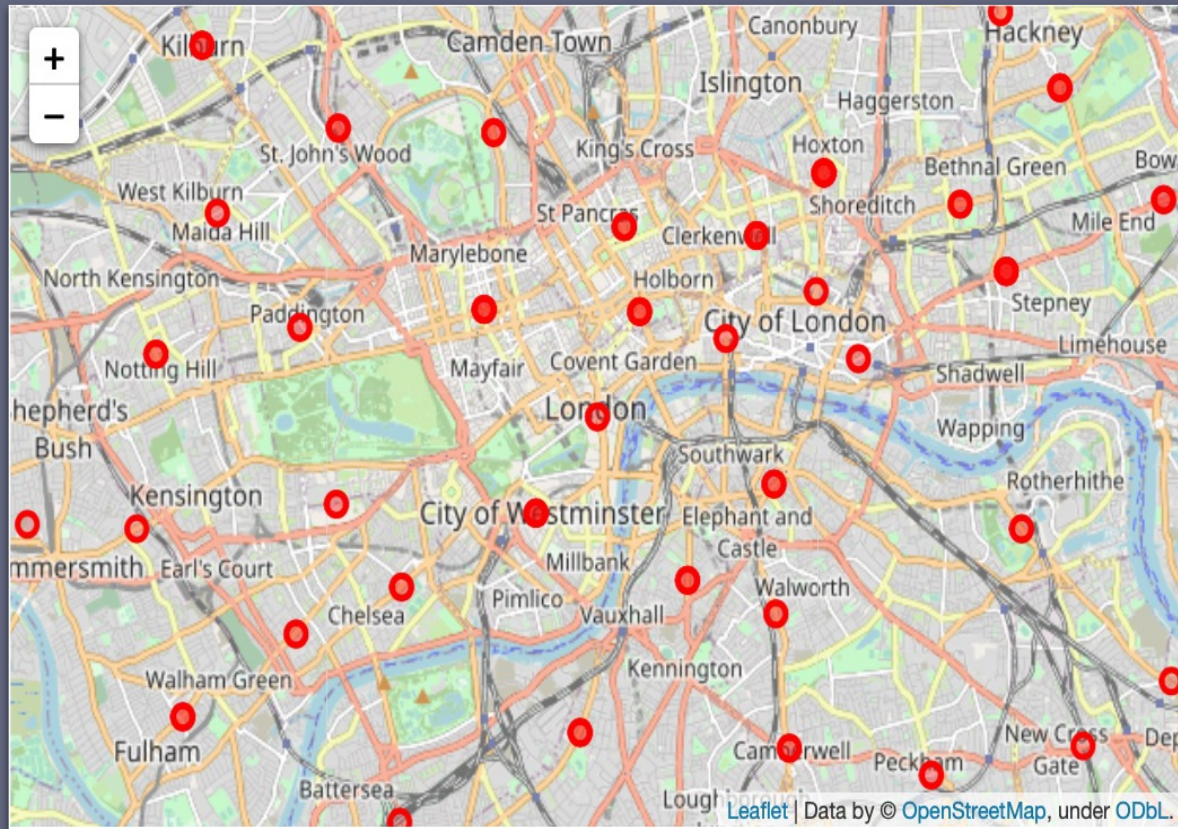 +
−
Kilburn
Camden Town
Canonbury
Hackney
Islington
Haggerston
St. John's Wood
King's Cross
Hoxton
Bethnal Green
Bow
West Kilburn
Maida Hill
St Pancras
Shoreditch
Clerkenwell
Mile End
Marylebone
North Kensington
Holborn
Paddington
City of London
Stepney
Notting Hill
Mayfair
Covent Garden
Limehouse
Shadwell
hepherd's
Bush
London
Wapping
Southwark
Rotherhithe
Kensington
City of Westminster
Elephant and
Castle
mmersmith
Earl's Court
Millbank
Walworth
Pimlico
Chelsea
Vauxhall
Kennington
Walham Green
Fulham
Camberwell
Peckham
New Cross
Gate
Dep
Battersea
Loughborough
Leaflet | Data by © OpenStreetMap, under ODbL.